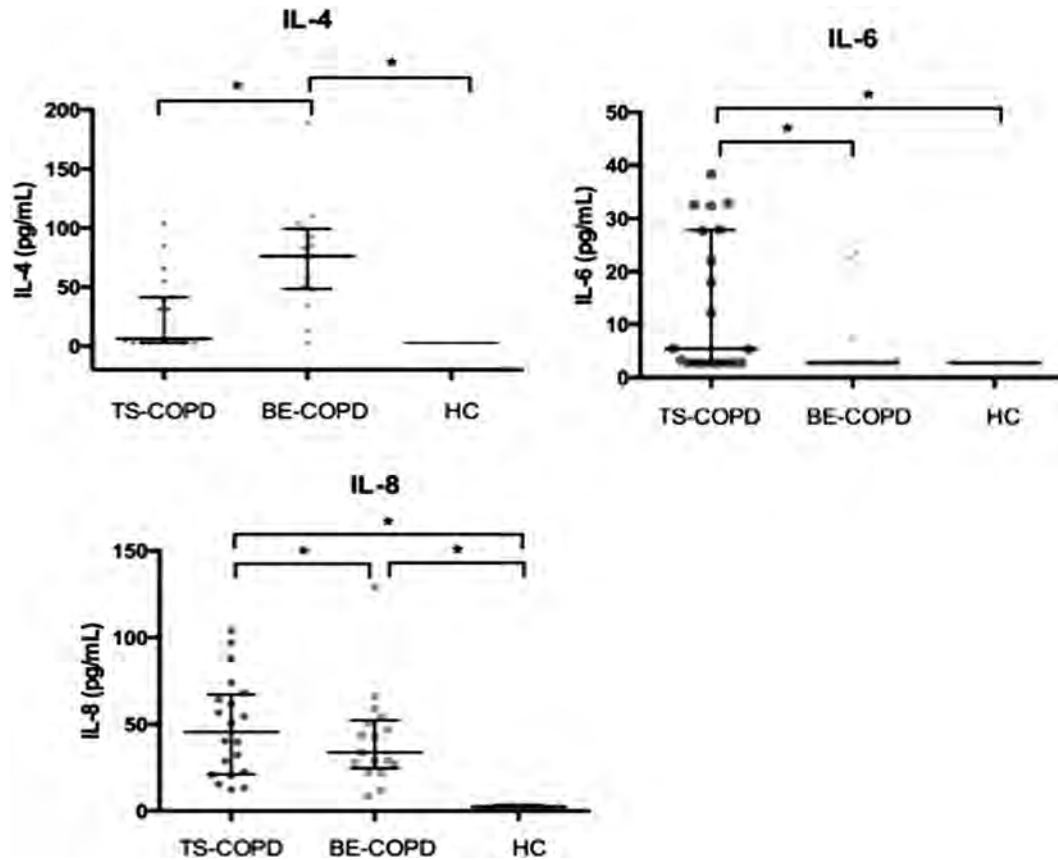 IL-4
*
*
200
150
100
50
0
IL-4 (pg/mL)
TS-COPD BE-COPD HC
IL-6
*
*
50
40
30
20
10
0
IL-6 (pg/mL)
TS-COPD BE-COPD HC
IL-8
*
*
*
150
100
50
0
IL-8 (pg/mL)
TS-COPD BE-COPD HC